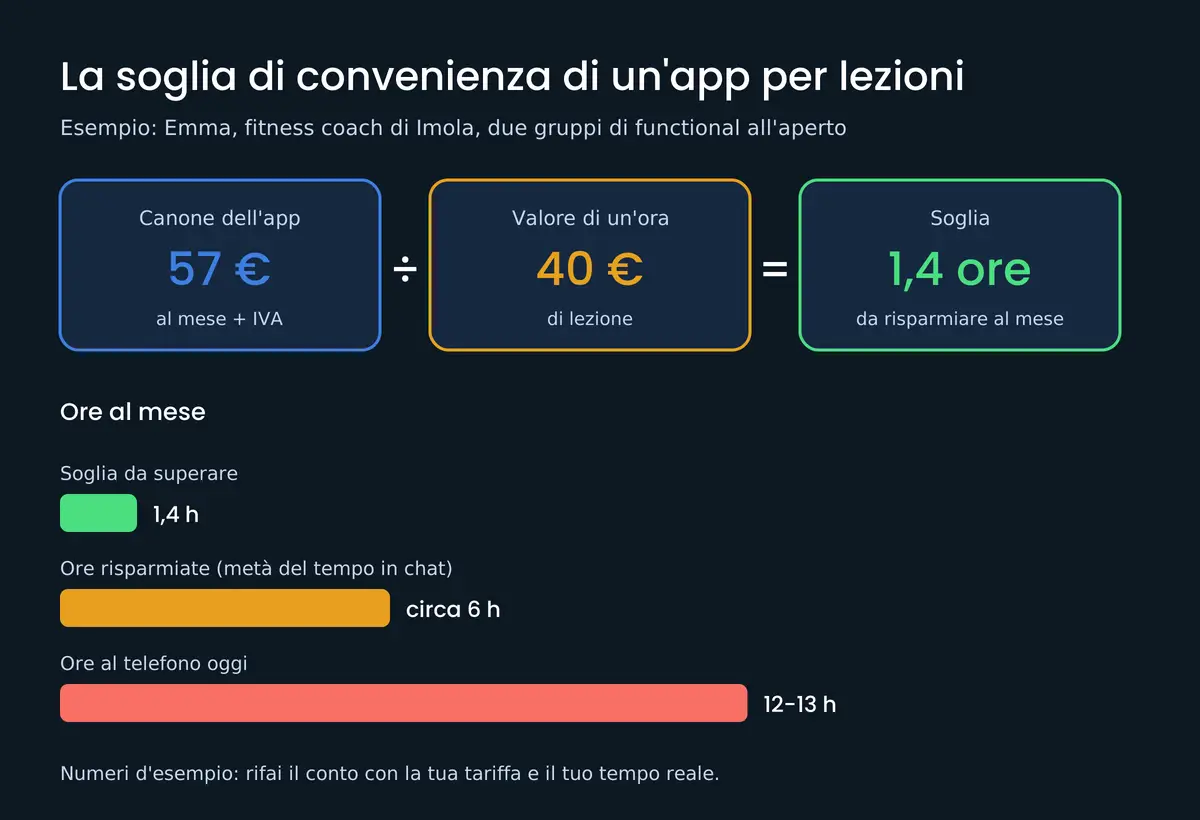 La soglia di convenienza di un'app per lezioni
Esempio: Emma, fitness coach di Imola, due gruppi di functional all'aperto
Canone dell'app
57 €
al mese + IVA
÷
Valore di un'ora
40 €
di lezione
=
Soglia
1,4 ore
da risparmiare al mese
Ore al mese
Soglia da superare
1,4 h
Ore risparmiate (metà del tempo in chat)
circa 6 h
Ore al telefono oggi
12–13 h
Numeri d'esempio: rifai il conto con la tua tariffa e il tuo tempo reale.